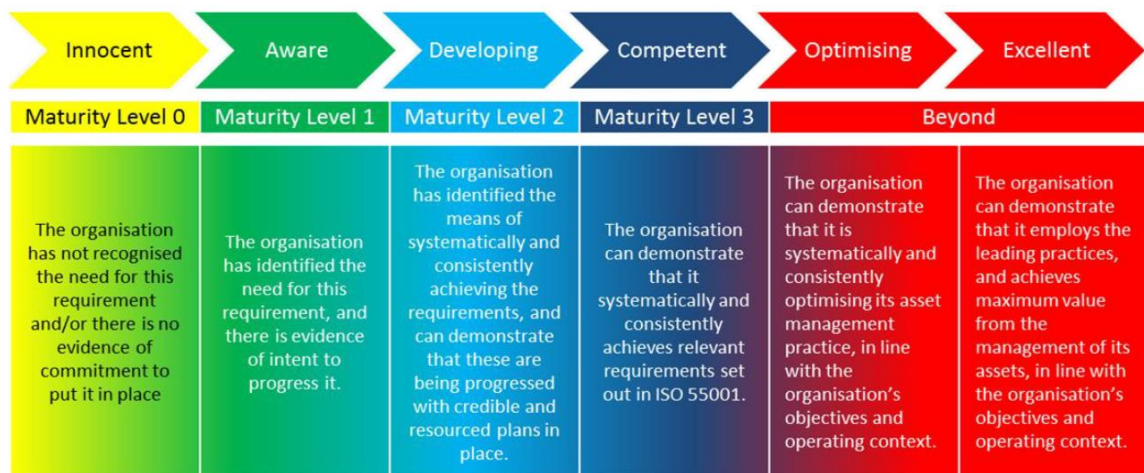 Innocent
Aware
Developing
Competent
Optimising
Excellent
Maturity Level 0
Maturity Level 1
Maturity Level 2
Maturity Level 3
Beyond
The organisation
has not recognised
the need for this
requirement
and/or there is no
evidence of
commitment to
put it in place
The organisation
has identified the
need for this
requirement, and
there is evidence
of intent to
progress it.
The organisation
has identified the
means of
systematically and
consistently
achieving the
requirements, and
can demonstrate
that these are
being progressed
with credible and
resourced plans in
place.
The organisation
can demonstrate
that it
systematically and
consistently
achieves relevant
requirements set
out in ISO 55001.
The organisation
can demonstrate
that it is
systematically and
consistently
optimising its asset
management
practice, in line
with the
organisation's
objectives and
operating context.
The organisation
can demonstrate
that it employs the
leading practices,
and achieves
maximum value
from the
management of its
assets, in line with
the organisation's
objectives and
operating context.